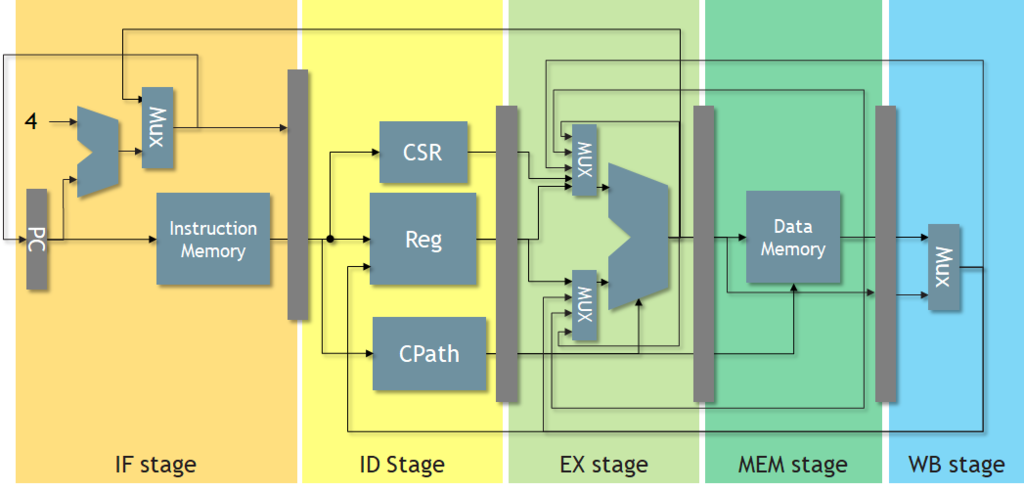 4
Mux
PC
Instruction
Memory
CSR
Reg
CPath
MUX
MUX
Data
Memory
Mux
IF stage
ID Stage
EX stage
MEM stage
WB stage